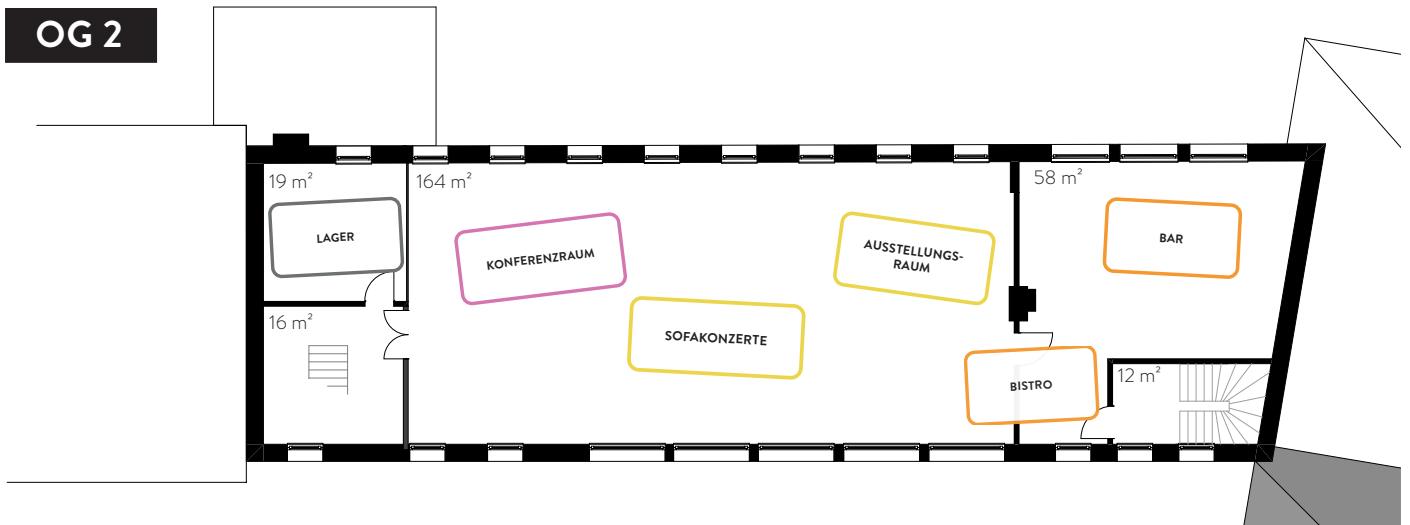 OG 2
19 m²
164 m²
58 m²
LAGER
KONFERENZRAUM
AUSSTELLUNGS-
RAUM
BAR
16 m²
SOFAKONZERTE
BISTRO
12 m²